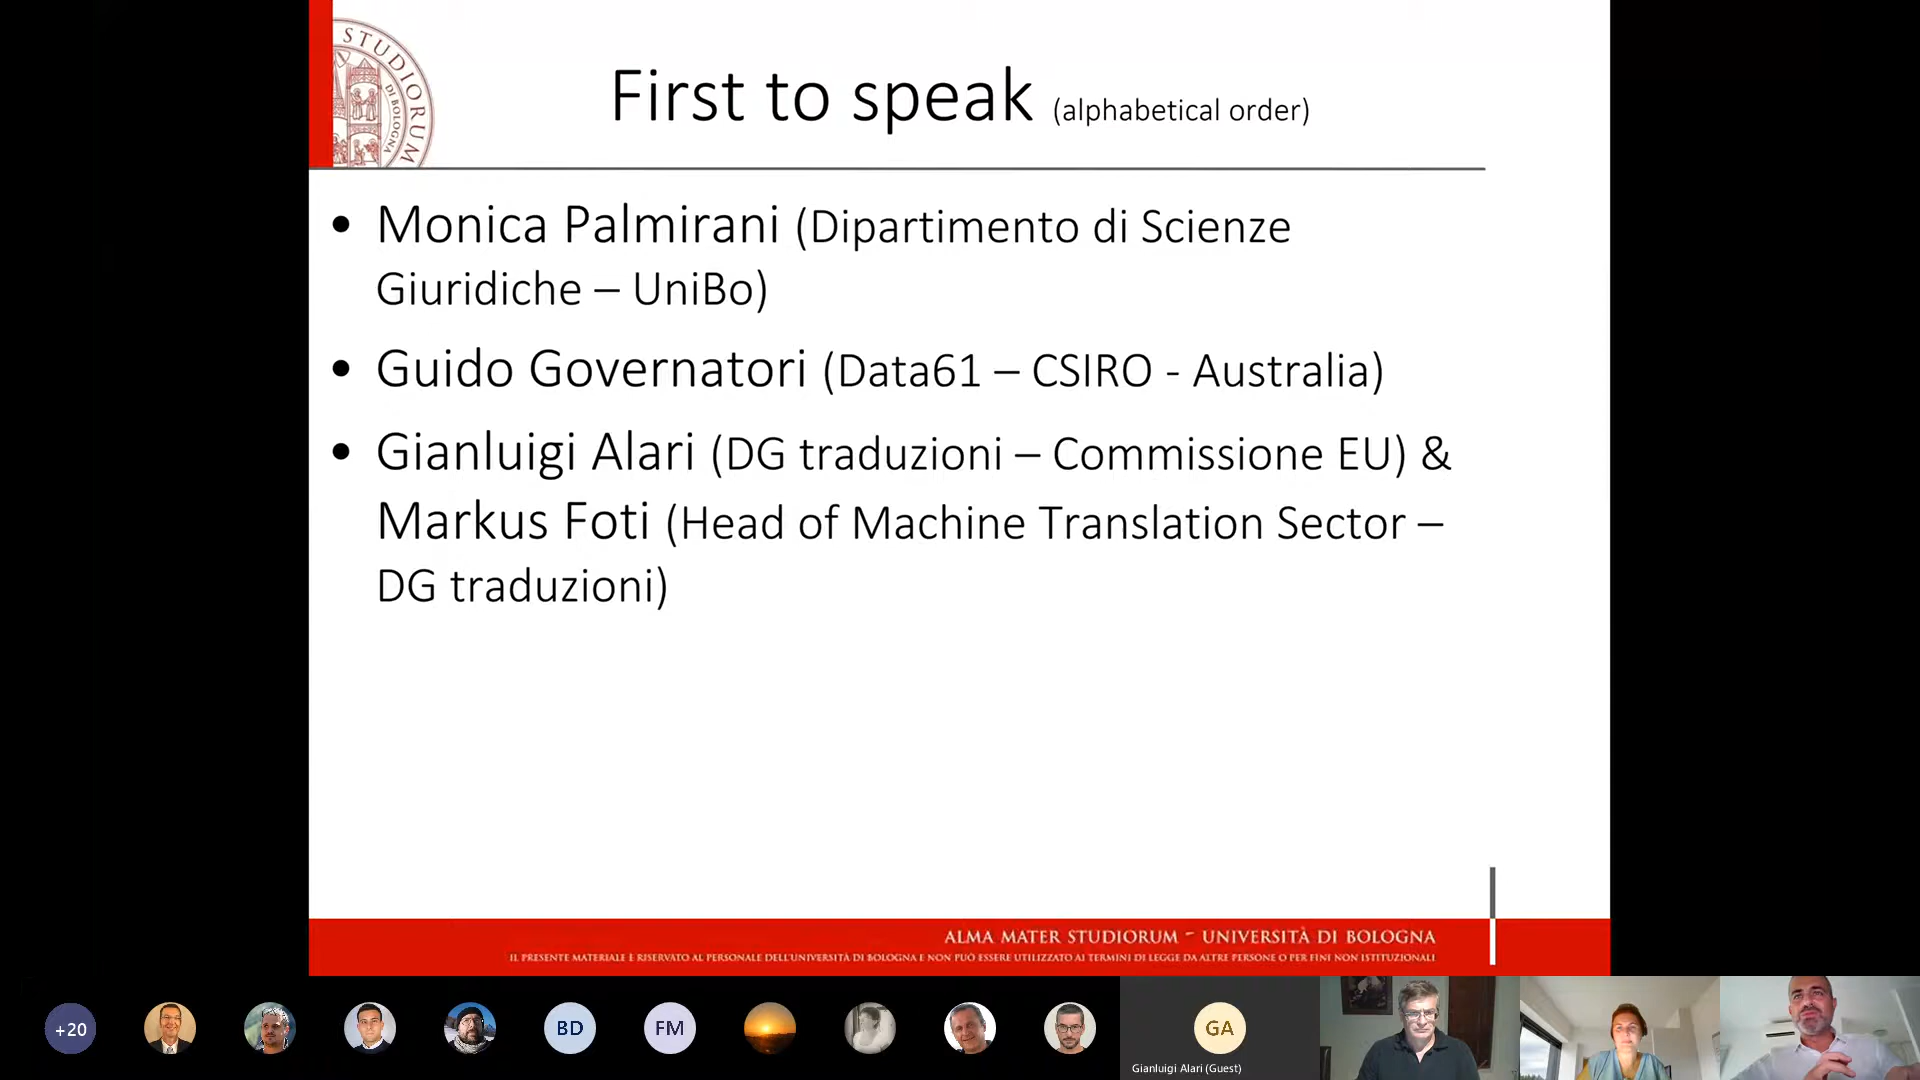 STUDIORUM
DI BOLOGNA
First to speak (alphabetical order)
• Monica Palmirani (Dipartimento di Scienze
Giuridiche – UniBo)
• Guido Governatori (Data61 – CSIRO - Australia)
• Gianluigi Alari (DG traduzioni – Commissione EU) &
Markus Foti (Head of Machine Translation Sector –
DG traduzioni)
ALMA MATER STUDIORUM – UNIVERSITÀ DI BOLOGNA
IL PRESENTE MATERIALE È RISERVATO AL PERSONALE DELL'UNIVERSITÀ DI BOLOGNA E NON PUÒ ESSERE UTILIZZATO AI TERMINI DI LEGGE DA ALTRE PERSONE O PER FINI NON ISTITUZIONALI
+20
BD
FM
GA
Gianluigi Alari (Guest)